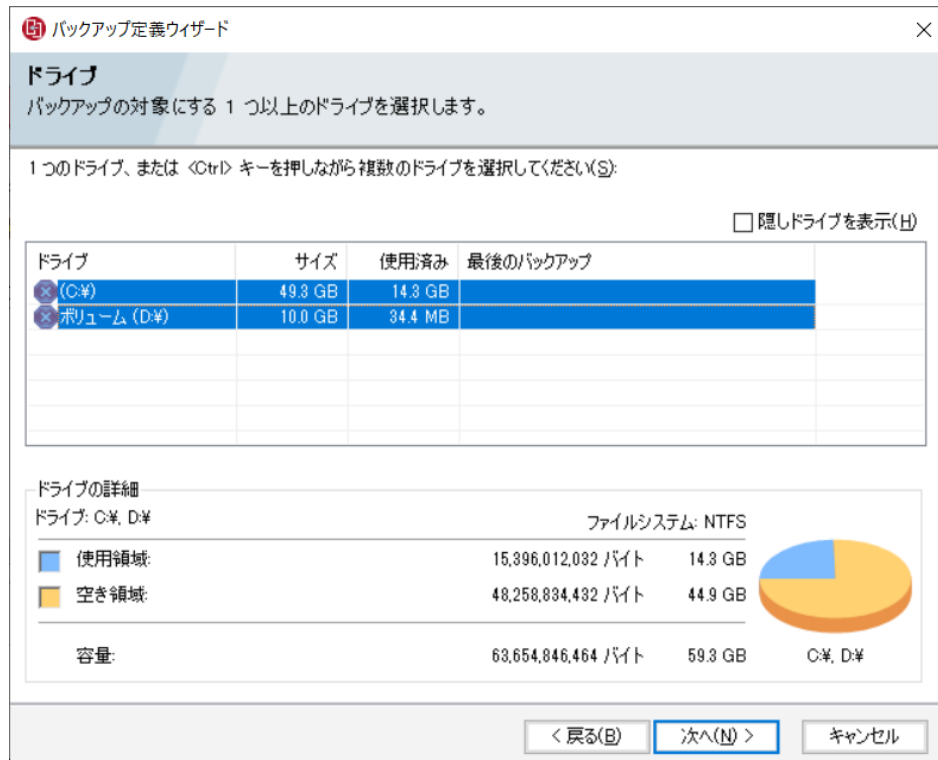 バックアップ定義ウィザード
ドライブ
バックアップの対象にする 1 つ以上のドライブを選択します。
1 つのドライブ、または <Ctrl> キーを押しながら複数のドライブを選択してください(S):
隠しドライブを表示(H)
ドライブ サイズ 使用済み 最後のバックアップ
(C:¥) 49.3 GB 14.3 GB
ボリューム (D:¥) 10.0 GB 34.4 MB
ドライブの詳細
ドライブ: C:¥, D:¥ ファイルシステム: NTFS
使用領域: 15,396,012,032 バイト 14.3 GB
空き領域: 48,258,834,432 バイト 44.9 GB
容量: 63,654,846,464 バイト 59.3 GB C:¥, D:¥
< 戻る(B) 次へ(N) > キャンセル